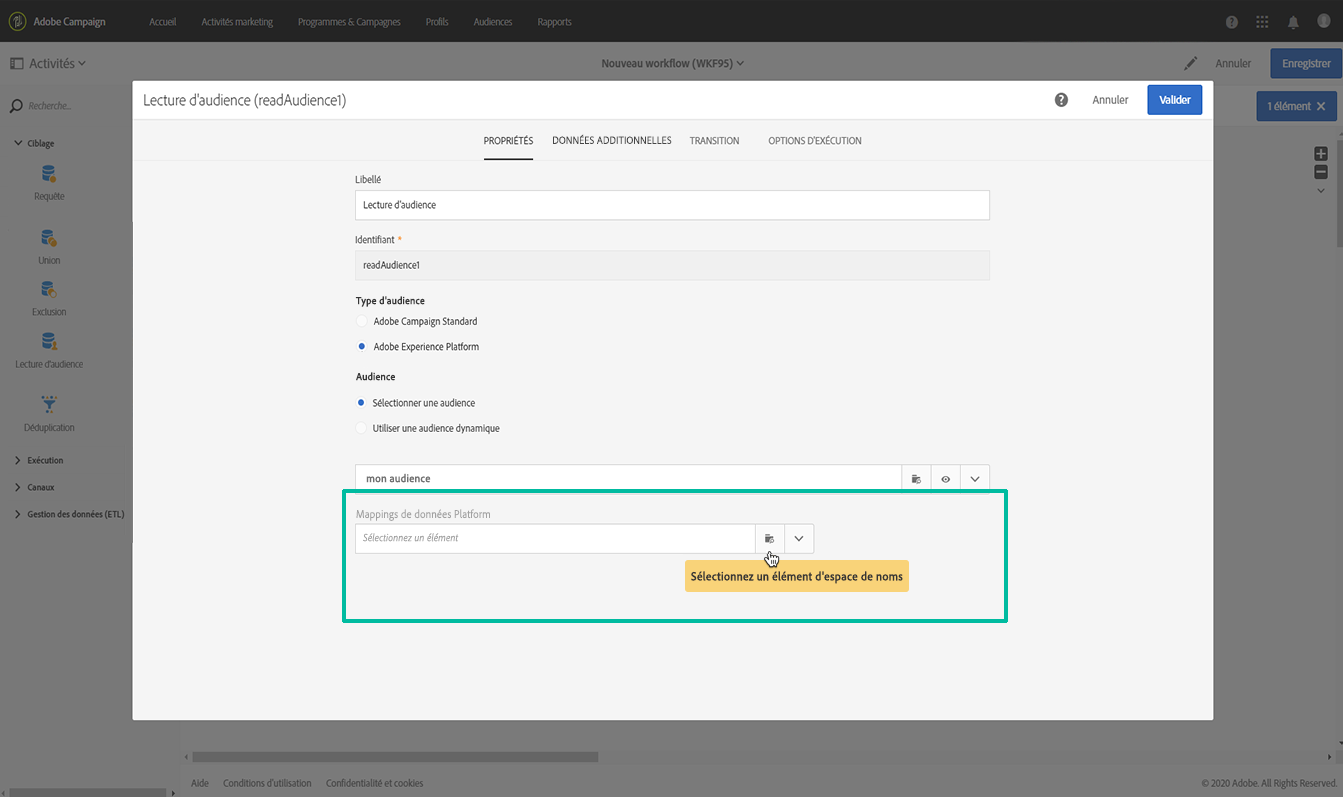 Adobe Campaign
Accueil
Activités marketing
Programmes & Campagnes
Profils
Audiences
Rapports
Activités
Nouveau workflow (WKF95)
Annuler
Enregistrer
Recherche...
1 élément
Ciblage
Requête
Union
Exclusion
Lecture d'audience
Déduplication
Exécution
Canaux
Gestion des données (ETL)
Lecture d'audience (readAudience1)
Annuler
Valider
PROPRIÉTÉS
DONNÉES ADDITIONNELLES
TRANSITION
OPTIONS D'EXÉCUTION
Libellé
Lecture d'audience
Identifiant *
readAudience1
Type d'audience
Adobe Campaign Standard
Adobe Experience Platform
Audience
Sélectionner une audience
Utiliser une audience dynamique
mon audience
Mappings de données Platform
Sélectionnez un élément
Sélectionnez un élément d'espace de noms
Aide
Conditions d'utilisation
Confidentialité et cookies
© 2020 Adobe. All Rights Reserved.